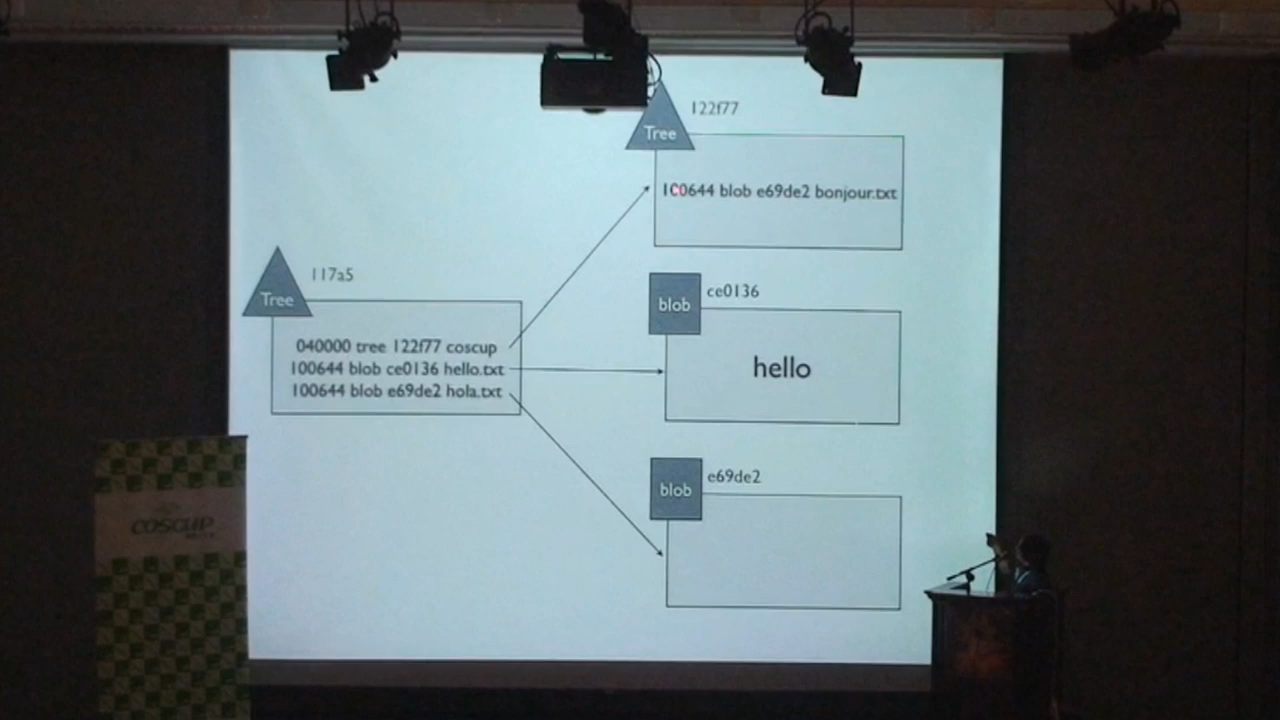 122f77
Tree
100644 blob e69de2 bonjour.txt
117a5
Tree
040000 tree 122f77 coscup
100644 blob ce0136 hello.txt
100644 blob e69de2 hola.txt
ce0136
blob
hello
e69de2
blob
COSCUP